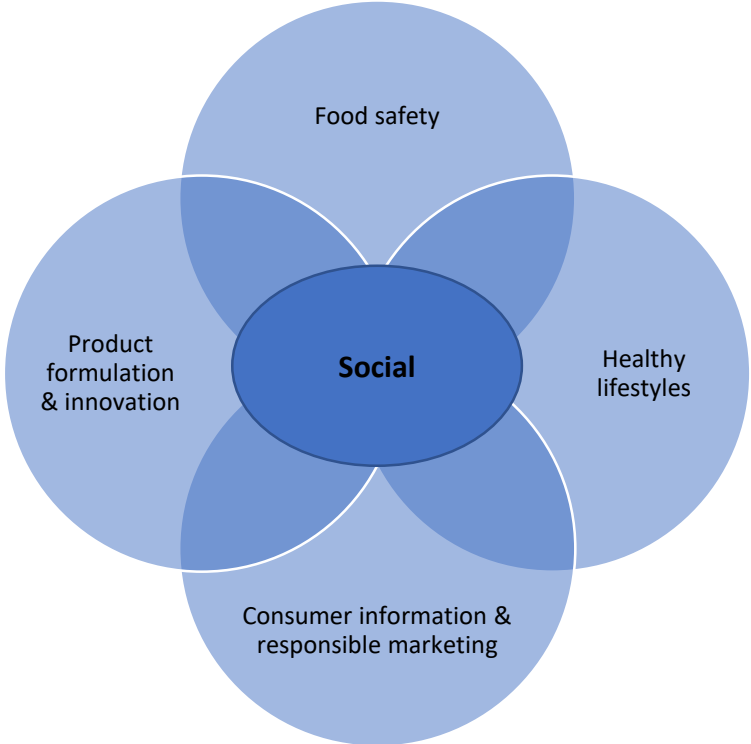 Food safety
Product
formulation
& innovation
Social
Healthy
lifestyles
Consumer information &
responsible marketing